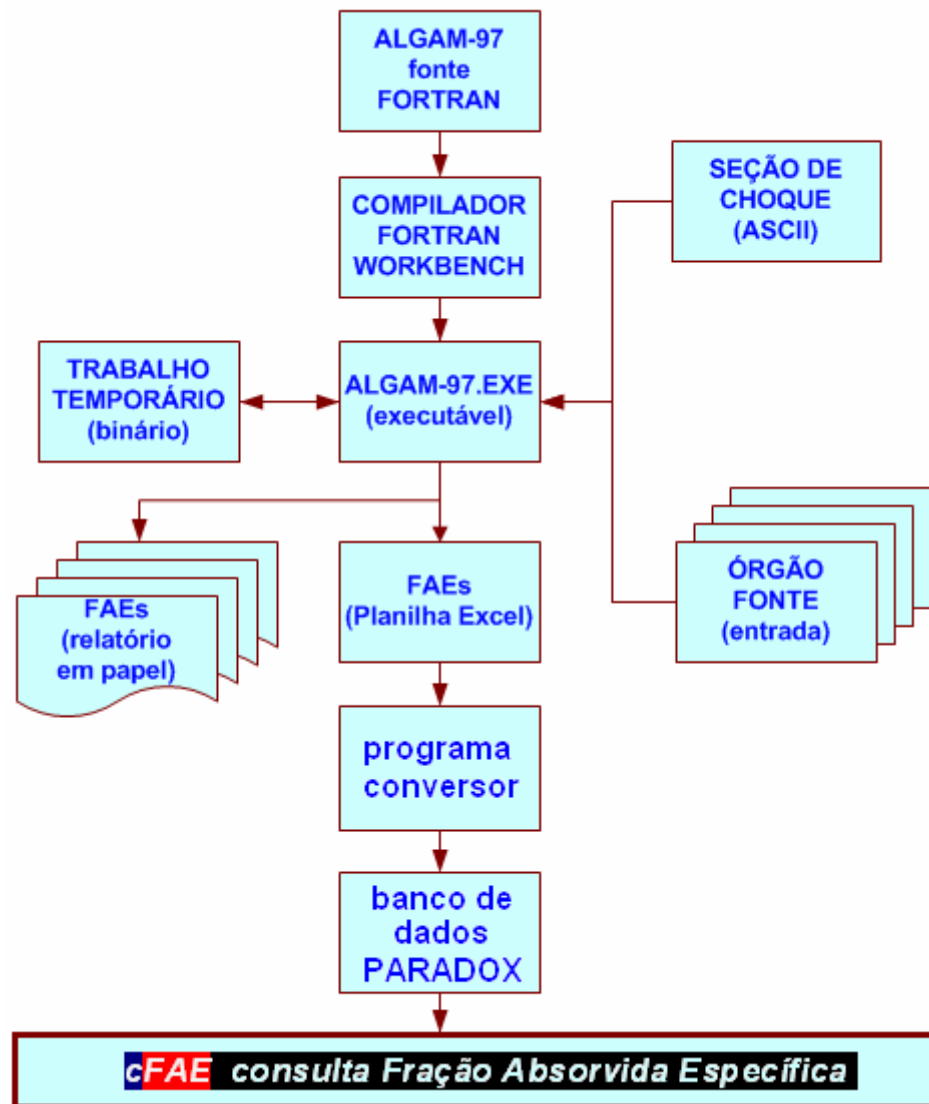 ALGAM-97
fonte
FORTRAN
COMPILADOR
FORTRAN
WORKBENCH
SEÇÃO DE
CHOQUE
(ASCII)
TRABALHO
TEMPORÁRIO
(binário)
ALGAM-97.EXE
(executável)
FAEs
(relatório
em papel)
FAEs
(Planilha Excel)
ÓRGÃO
FONTE
(entrada)
programa
conversor
banco de
dados
PARADOX
cFAE consulta Fração Absorvida Específica